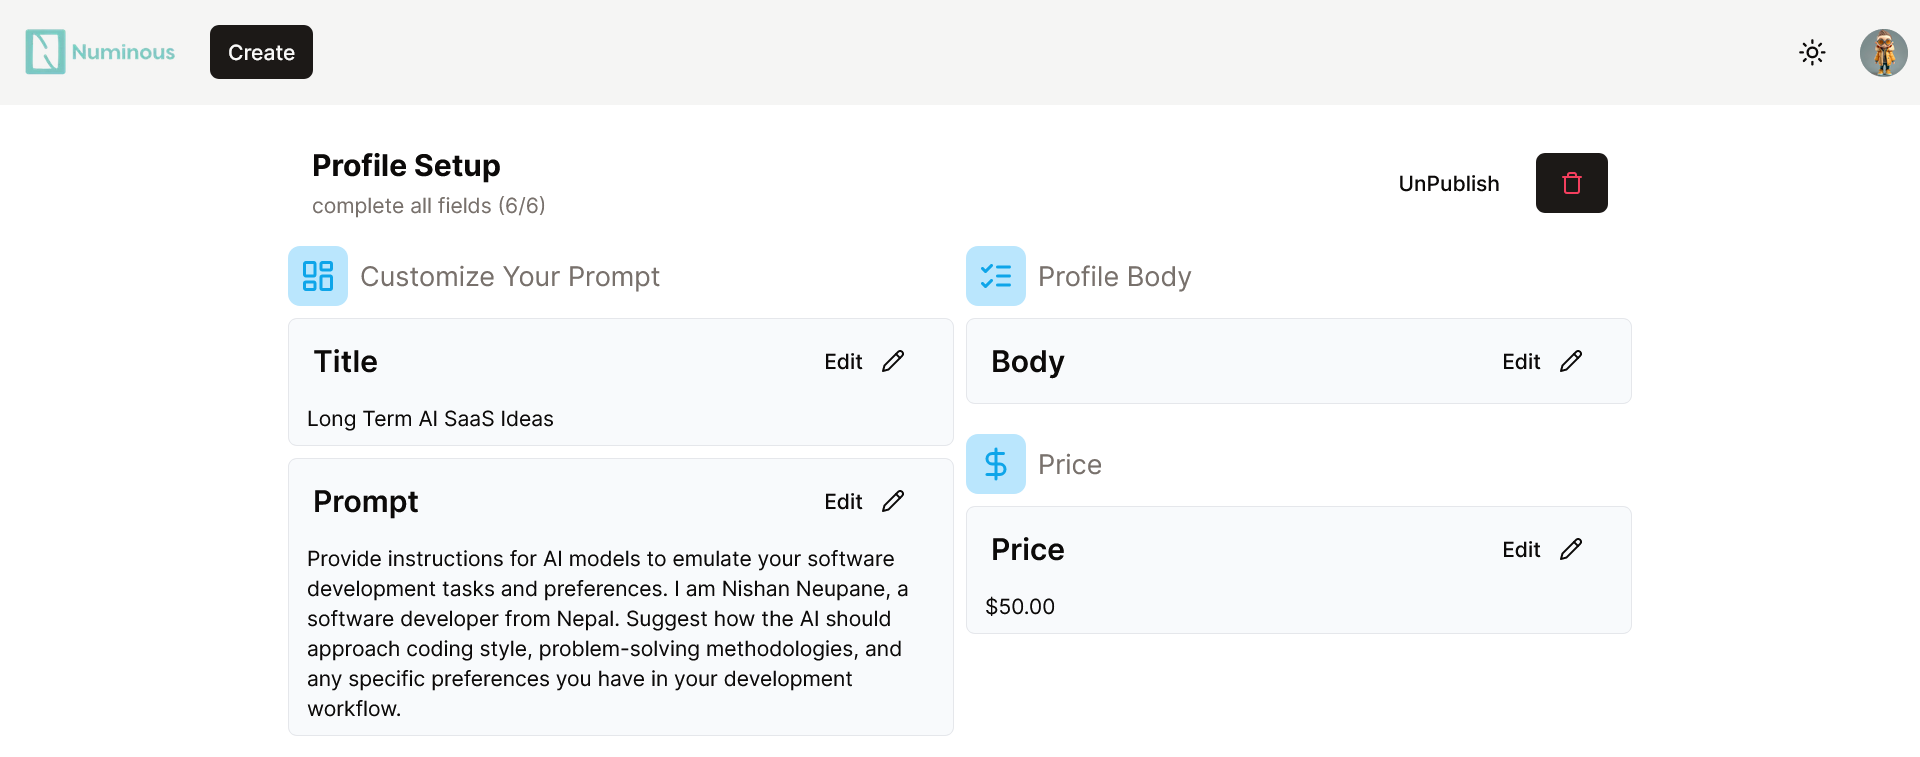 Numinous
Create
Profile Setup
complete all fields (6/6)
UnPublish
Customize Your Prompt
Title
Edit
Long Term AI SaaS Ideas
Prompt
Edit
Provide instructions for AI models to emulate your software
development tasks and preferences. I am Nishan Neupane, a
software developer from Nepal. Suggest how the AI should
approach coding style, problem-solving methodologies, and
any specific preferences you have in your development
workflow.
Profile Body
Body
Edit
Price
Price
Edit
$50.00